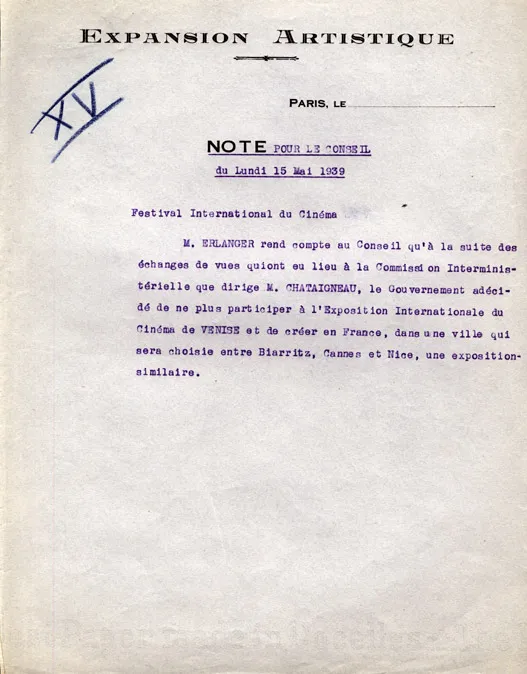 EXPANSION ARTISTIQUE
XV
PARIS, LE
NOTE POUR LE CONSEIL
du Lundi 15 Mai 1939
Festival International du Cinéma
M. ERLANGER rend compte au Conseil qu'à la suite des
échanges de vues quiont eu lieu à la Commission Interminis-
térielle que dirige M. CHATAIGNEAU, le Gouvernement adéci-
dé de ne plus participer à l'Exposition Internationale du
Cinéma de VENISE et de créer en France, dans une ville qui
sera choisie entre Biarritz, Cannes et Nice, une exposition-
similaire.